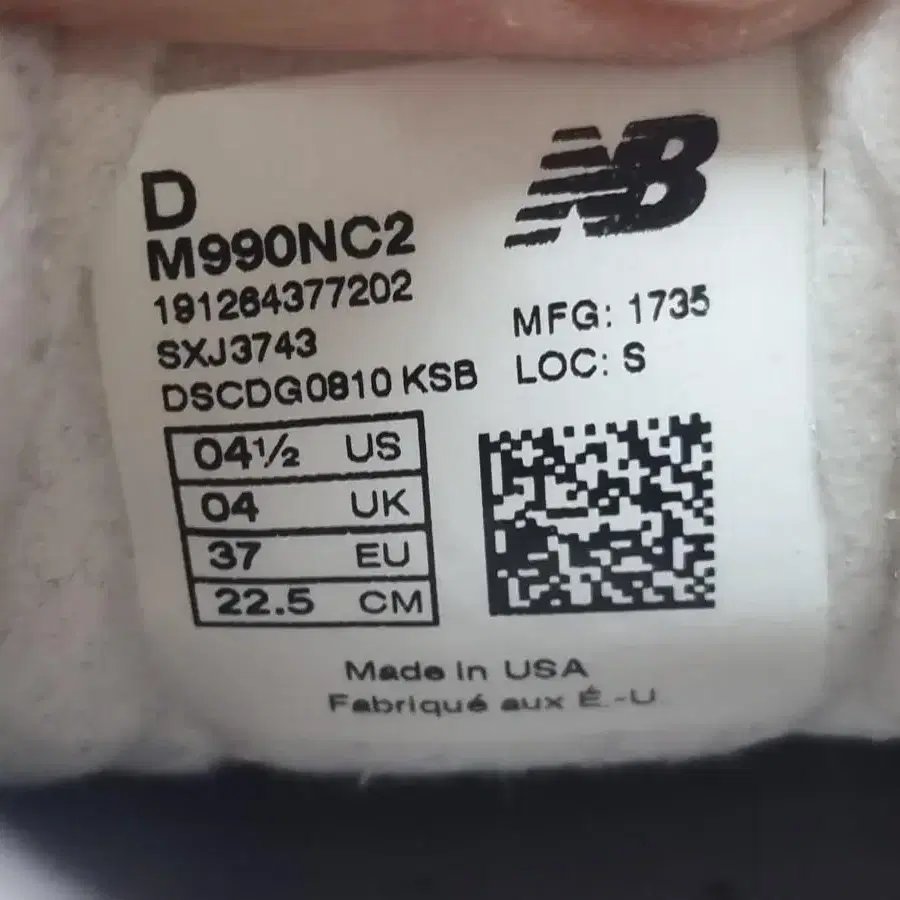 NB
D
M990NC2
191264377202
SXJ3743
DSCDG0810 KSB
MFG: 1735
LOC: S
04½ US
04 UK
37 EU
22.5 CM
Made in USA
Fabriqué aux É.-U